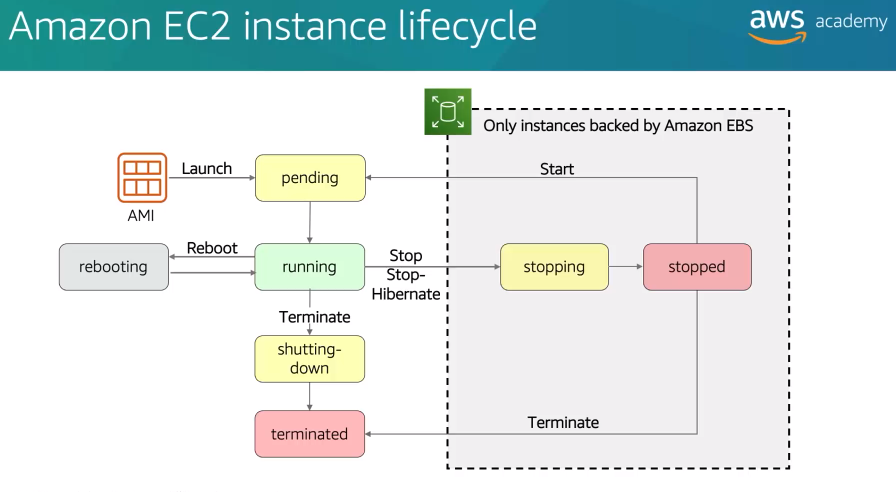 Amazon EC2 instance lifecycle
aws academy
Only instances backed by Amazon EBS
Launch
pending
Start
AMI
rebooting
Reboot
running
Stop
Stop-
Hibernate
stopping
stopped
Terminate
shutting-
down
terminated
Terminate